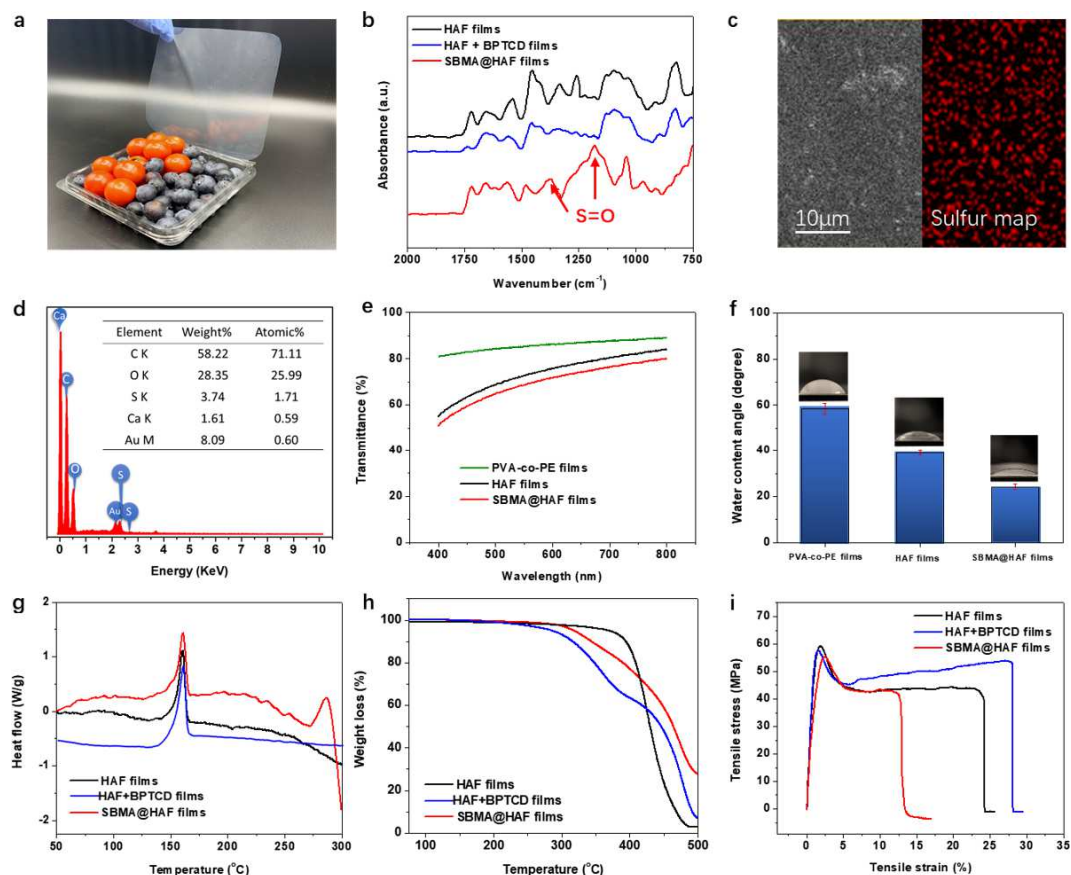 a
b
HAF films
HAF + BPTCD films
SBMA@HAF films
Absorbance (a.u.)
S=O
2000 1750 1500 1250 1000 750
Wavenumber (cm⁻¹)
c
10μm
Sulfur map
d
Element Weight% Atomic%
C K 58.22 71.11
O K 28.35 25.99
S K 3.74 1.71
Ca K 1.61 0.59
Au M 8.09 0.60
Ca
C
O
S
Au
S
0 1 2 3 4 5 6 7 8 9 10
Energy (KeV)
e
Transmittance (%)
100
80
60
40
20
0
PVA-co-PE films
HAF films
SBMA@HAF films
400 500 600 700 800
Wavelength (nm)
f
Water content angle (degree)
80
60
40
20
0
PVA-co-PE films HAF films SBMA@HAF films
g
Heat flow (W/g)
2
1
0
-1
-2
HAF films
HAF+BPTCD films
SBMA@HAF films
50 100 150 200 250 300
Temperature (°C)
h
Weight loss (%)
100
80
60
40
20
0
HAF films
HAF+BPTCD films
SBMA@HAF films
100 200 300 400 500
Temperature (°C)
i
Tensile stress (MPa)
70
60
50
40
30
20
10
0
HAF films
HAF+BPTCD films
SBMA@HAF films
0 5 10 15 20 25 30 35
Tensile strain (%)